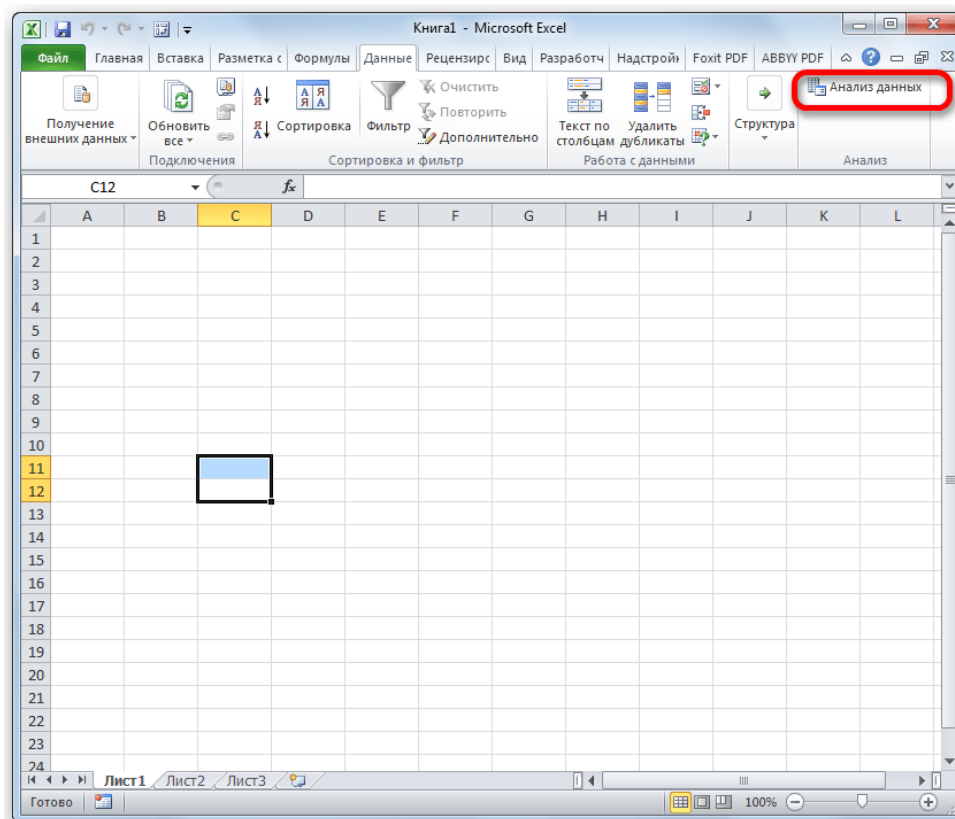 Книга1 - Microsoft Excel
Файл Главная Вставка Разметка с Формулы Данные Рецензирс Вид Разработч Надстройн Foxit PDF ABBYY PDF
Получение внешних данных
Обновить все
Подключения
Сортировка
Фильтр
Очистить
Повторить
Дополнительно
Сортировка и фильтр
Текст по столбцам
Удалить дубликаты
Работа с данными
Структура
Анализ данных
Анализ
C12 fx
A B C D E F G H I J K L
1
2
3
4
5
6
7
8
9
10
11
12
13
14
15
16
17
18
19
20
21
22
23
24
Лист1 Лист2 Лист3
Готово 100%